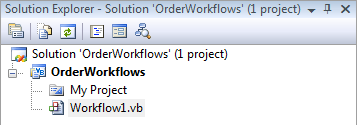 Solution Explorer - Solution 'OrderWorkflows' (1 project)
Solution 'OrderWorkflows' (1 project)
OrderWorkflows
My Project
Workflow1.vb